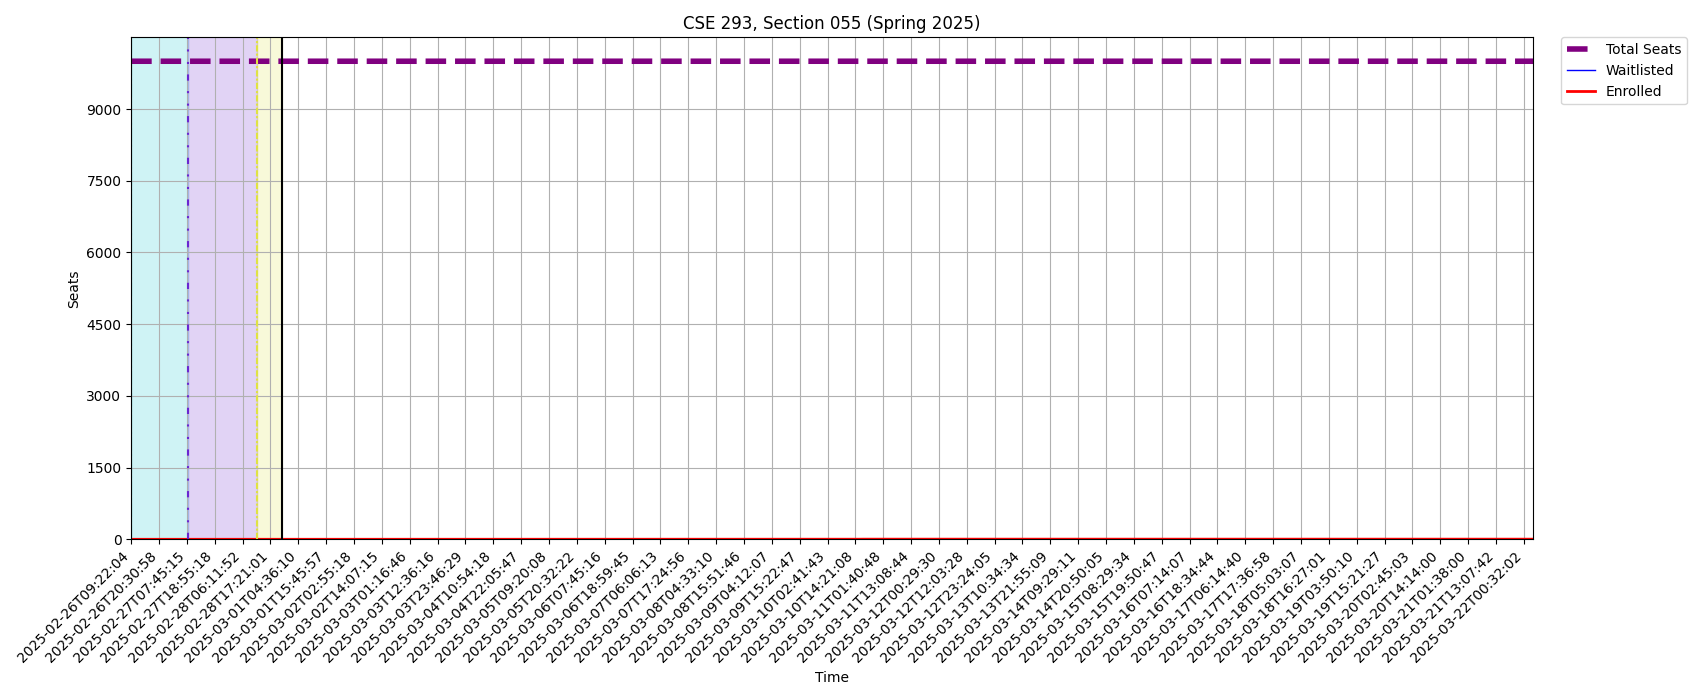 CSE 293, Section 055 (Spring 2025)
Total Seats
Waitlisted
Enrolled
Seats
9000
7500
6000
4500
3000
1500
0
2025-02-26T09:22:04
2025-02-26T20:30:58
2025-02-27T07:45:15
2025-02-27T18:55:18
2025-02-28T06:11:52
2025-02-28T17:21:01
2025-03-01T04:36:10
2025-03-01T15:45:57
2025-03-02T02:55:18
2025-03-02T14:07:15
2025-03-03T01:16:46
2025-03-03T12:36:16
2025-03-03T23:46:29
2025-03-04T10:54:18
2025-03-04T22:05:47
2025-03-05T09:20:08
2025-03-05T20:32:22
2025-03-06T07:45:16
2025-03-06T18:59:45
2025-03-07T06:06:13
2025-03-07T17:24:56
2025-03-08T04:33:10
2025-03-08T15:51:46
2025-03-09T04:12:07
2025-03-09T15:22:47
2025-03-10T02:41:43
2025-03-10T14:21:08
2025-03-11T01:40:48
2025-03-11T13:08:44
2025-03-12T00:29:30
2025-03-12T12:03:28
2025-03-12T23:24:05
2025-03-13T10:34:34
2025-03-13T21:55:09
2025-03-14T09:29:11
2025-03-14T20:50:05
2025-03-15T08:29:34
2025-03-15T19:50:47
2025-03-16T07:14:07
2025-03-16T18:34:44
2025-03-17T06:14:40
2025-03-17T17:36:58
2025-03-18T05:03:07
2025-03-18T16:27:01
2025-03-19T03:50:10
2025-03-19T15:21:27
2025-03-20T02:45:03
2025-03-20T14:14:00
2025-03-21T01:38:00
2025-03-21T13:07:42
2025-03-22T00:32:02
Time